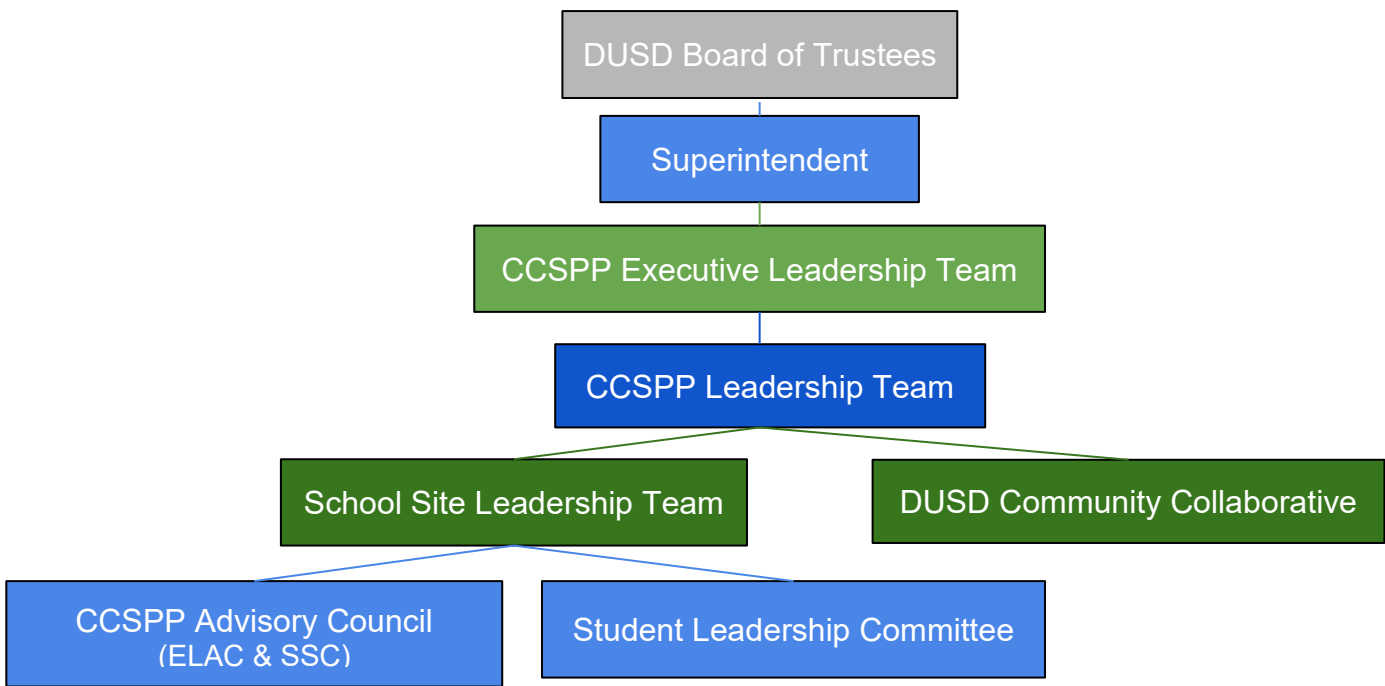 DUSD Board of Trustees
Superintendent
CCSPP Executive Leadership Team
CCSPP Leadership Team
School Site Leadership Team
DUSD Community Collaborative
CCSPP Advisory Council
(ELAC & SSC)
Student Leadership Committee